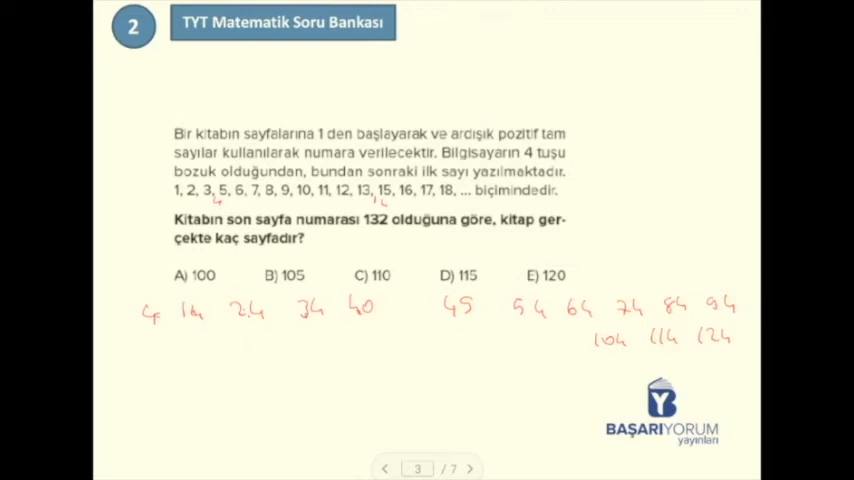 2
TYT Matematik Soru Bankası
Bir kitabın sayfalarına 1 den başlayarak ve ardışık pozitif tam
sayılar kullanılarak numara verilecektir. Bilgisayarın 4 tuşu
bozuk olduğundan, bundan sonraki ilk sayı yazılmaktadır.
1, 2, 3, 5, 6, 7, 8, 9, 10, 11, 12, 13, 15, 16, 17, 18, ... biçimindedir.
4 14
Kitabın son sayfa numarası 132 olduğuna göre, kitap ger-
çekte kaç sayfadır?
A) 100 B) 105 C) 110 D) 115 E) 120
4 14 24 34 40 49 54 64 74 84 94
104 114 124
BAŞARIYORUM
yayınları
3 / 7